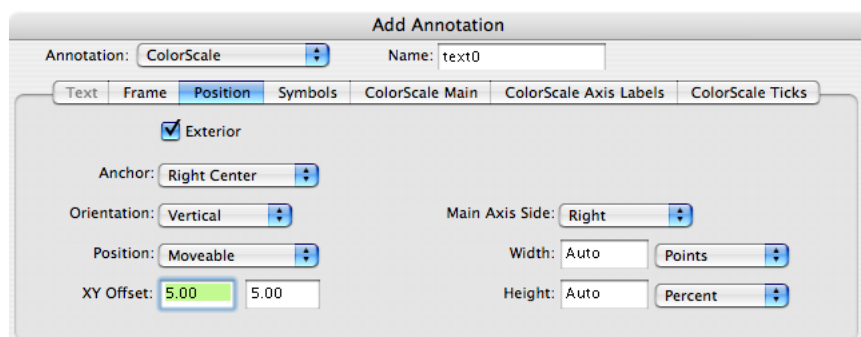 Add Annotation
Annotation: ColorScale Name: text0
Text Frame Position Symbols ColorScale Main ColorScale Axis Labels ColorScale Ticks
Exterior
Anchor: Right Center
Orientation: Vertical Main Axis Side: Right
Position: Moveable Width: Auto Points
XY Offset: 5.00 5.00 Height: Auto Percent